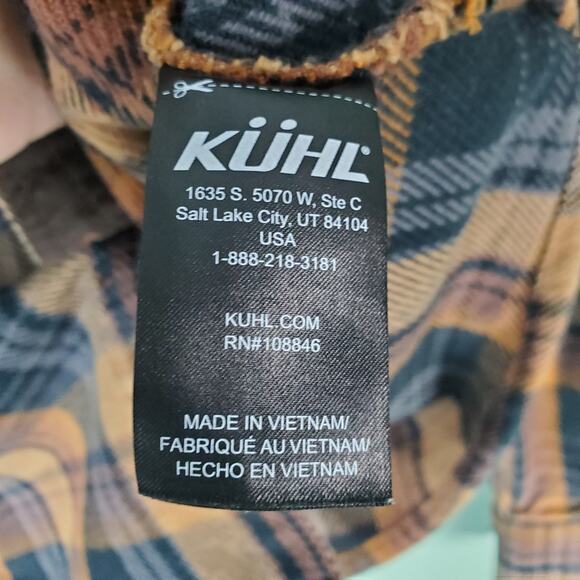 KÜHL®
1635 S. 5070 W, Ste C
Salt Lake City, UT 84104
USA
1-888-218-3181
KUHL.COM
RN#108846
MADE IN VIETNAM/
FABRIQUÉ AU VIETNAM/
HECHO EN VIETNAM